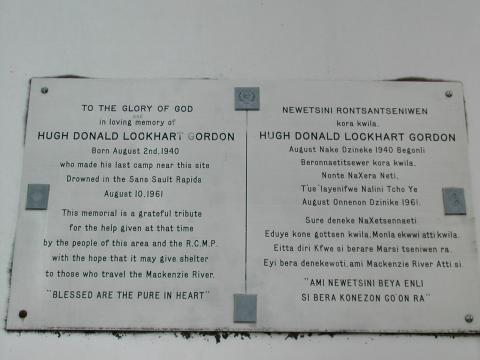 TO THE GLORY OF GOD
and
in loving memory of
HUGH DONALD LOCKHART GORDON
Born August 2nd, 1940
who made his last camp near this site
Drowned in the Sans Sault Rapida
August 10, 1961
This memorial is a grateful tribute
for the help given at that time
by the people of this area and the R.C.M.P.
with the hope that it may give shelter
to those who travel the Mackenzie River.
"BLESSED ARE THE PURE IN HEART"
NEWETSINI RONTSANTSENIWEN
kora kwila.
HUGH DONALD LOCKHART GORDON
August Nake Dzineke 1940 Begonli
Beronnaetitsewer kora kwila.
Nonte NaXera Neti,
T'ue layenifwe Nalini Tcho Ye
August Onnenon Dzinike 1961.
Sure deneke NaXetsennaeti
Eduye kone gottsen kwila, Monla ekwwi atti kwila.
Eitta diri Kfwe si berare Marsi tseniwen ra.
Eyi bera denekewoti, ami Mackenzie River Atti si.
"AMI NEWETSINI BEYA ENLI
SI BERA KONEZON GO'ON RA"